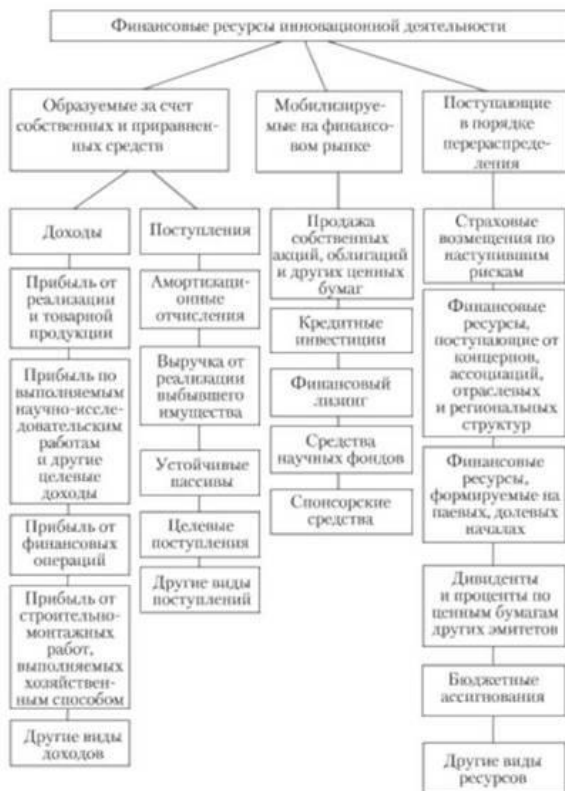 Финансовые ресурсы инновационной деятельности
Образуемые за счет
собственных и приравнен-
ных средств
Мобилизируе-
мые на финансо-
вом рынке
Поступающие
в порядке
перераспреде-
ления
Доходы
Прибыль от
реализации
и товарной
продукции
Прибыль по
выполняемым
научно-иссле-
довательским
работам
и другие
целевые
доходы
Прибыль от
финансовых
операций
Прибыль от
строительно-
монтажных
работ,
выполняемых
хозяйствен-
ным способом
Другие виды
доходов
Поступления
Амортизаци-
онные
отчисления
Выручка от
реализации
выбывшего
имущества
Устойчивые
пассивы
Целевые
поступления
Другие виды
поступлений
Продажа
собственных
акций, облигаций
и других ценных
бумаг
Кредитные
инвестиции
Финансовый
лизинг
Средства
научных фондов
Спонсорские
средства
Страховые
возмещения по
наступившим
рискам
Финансовые
ресурсы,
поступающие от
концернов,
ассоциаций,
отраслевых
и региональных
структур
Финансовые
ресурсы,
формируемые на
паевых, долевых
началах
Дивиденты
и проценты по
ценным бумагам
других эмитетов
Бюджетные
ассигнования
Другие виды
ресурсов